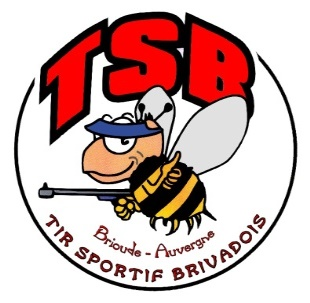 TSB
Brioude - Auvergne
TIR SPORTIF BRIVADOIS